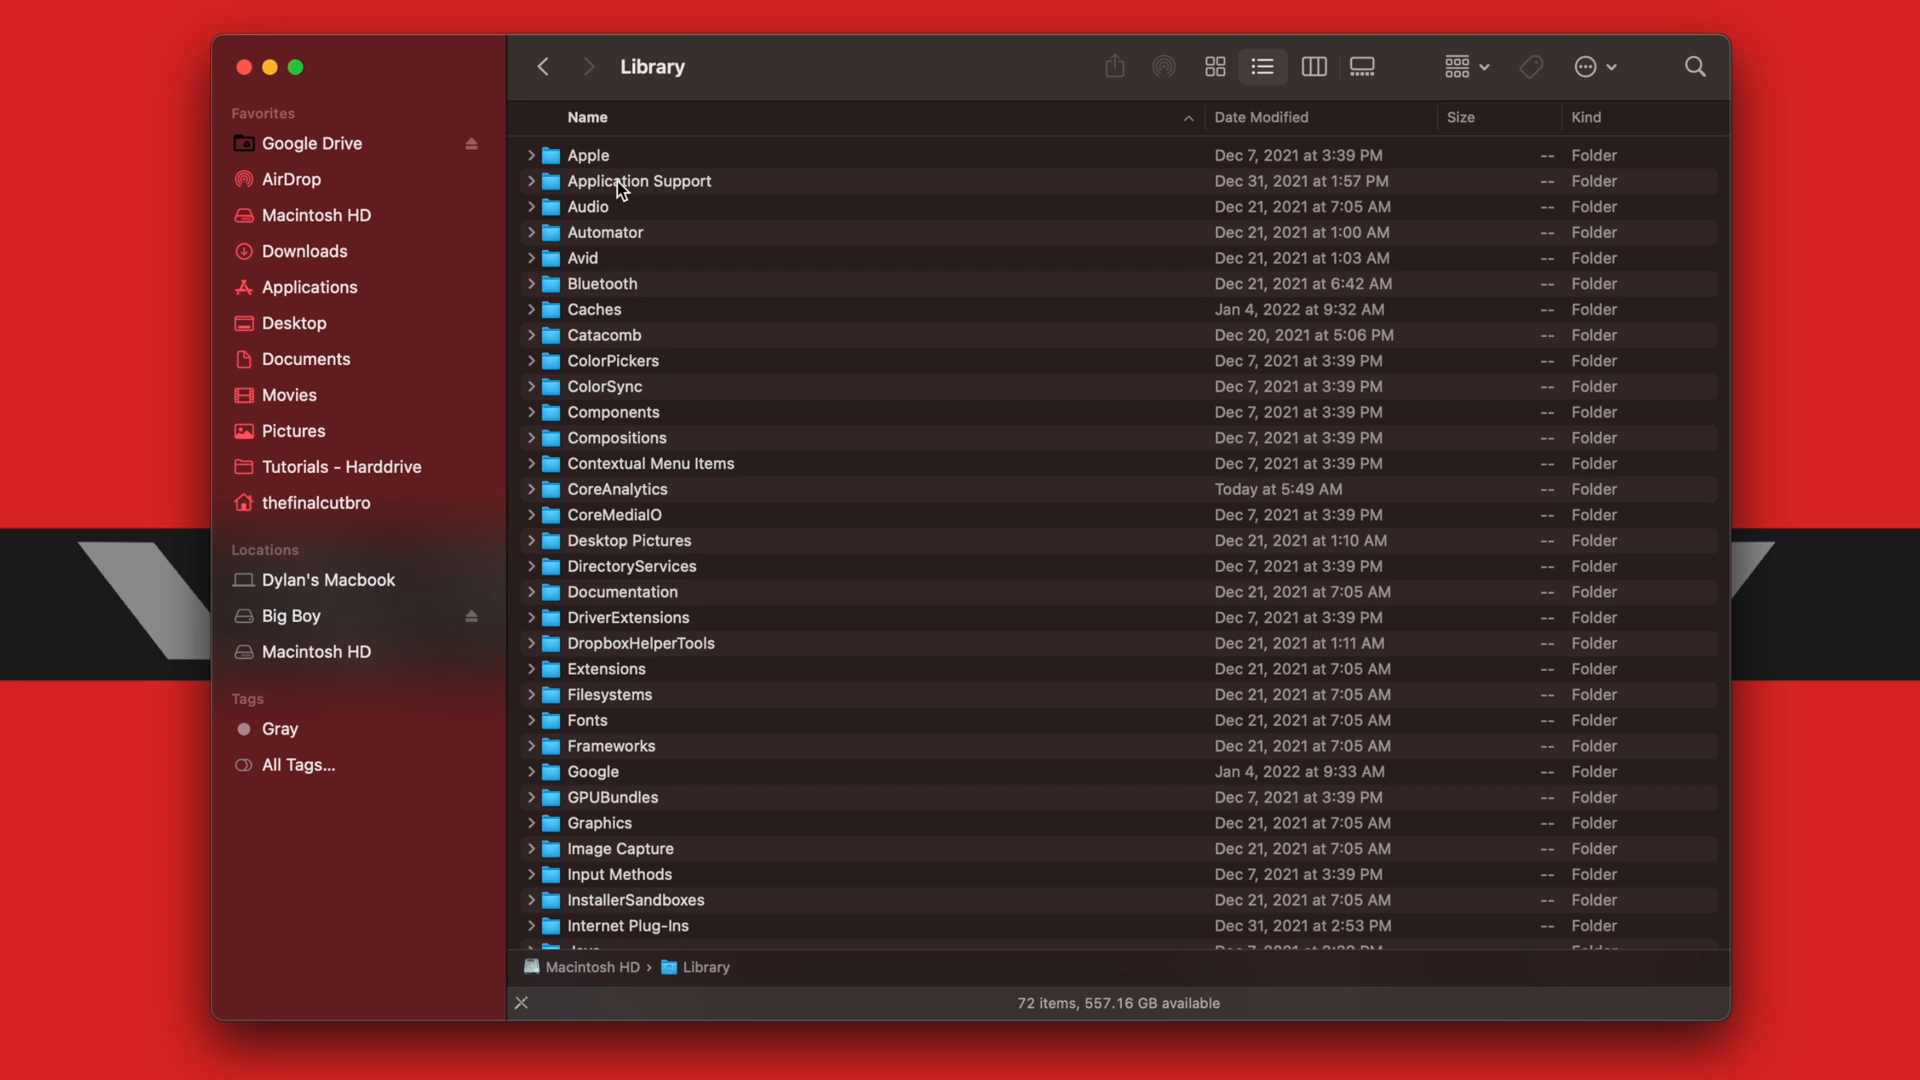 Library
Favorites
Google Drive
AirDrop
Macintosh HD
Downloads
Applications
Desktop
Documents
Movies
Pictures
Tutorials - Harddrive
thefinalcutbro
Locations
Dylan's Macbook
Big Boy
Macintosh HD
Tags
Gray
All Tags...
Name Date Modified Size Kind
Apple Dec 7, 2021 at 3:39 PM -- Folder
Application Support Dec 31, 2021 at 1:57 PM -- Folder
Audio Dec 21, 2021 at 7:05 AM -- Folder
Automator Dec 21, 2021 at 1:00 AM -- Folder
Avid Dec 21, 2021 at 1:03 AM -- Folder
Bluetooth Dec 21, 2021 at 6:42 AM -- Folder
Caches Jan 4, 2022 at 9:32 AM -- Folder
Catacomb Dec 20, 2021 at 5:06 PM -- Folder
ColorPickers Dec 7, 2021 at 3:39 PM -- Folder
ColorSync Dec 7, 2021 at 3:39 PM -- Folder
Components Dec 7, 2021 at 3:39 PM -- Folder
Compositions Dec 7, 2021 at 3:39 PM -- Folder
Contextual Menu Items Dec 7, 2021 at 3:39 PM -- Folder
CoreAnalytics Today at 5:49 AM -- Folder
CoreMediaIO Dec 7, 2021 at 3:39 PM -- Folder
Desktop Pictures Dec 21, 2021 at 1:10 AM -- Folder
DirectoryServices Dec 7, 2021 at 3:39 PM -- Folder
Documentation Dec 21, 2021 at 7:05 AM -- Folder
DriverExtensions Dec 7, 2021 at 3:39 PM -- Folder
DropboxHelperTools Dec 21, 2021 at 1:11 AM -- Folder
Extensions Dec 21, 2021 at 7:05 AM -- Folder
Filesystems Dec 21, 2021 at 7:05 AM -- Folder
Fonts Dec 21, 2021 at 7:05 AM -- Folder
Frameworks Dec 21, 2021 at 7:05 AM -- Folder
Google Jan 4, 2022 at 9:33 AM -- Folder
GPUBundles Dec 7, 2021 at 3:39 PM -- Folder
Graphics Dec 21, 2021 at 7:05 AM -- Folder
Image Capture Dec 21, 2021 at 7:05 AM -- Folder
Input Methods Dec 7, 2021 at 3:39 PM -- Folder
InstallerSandboxes Dec 21, 2021 at 7:05 AM -- Folder
Internet Plug-Ins Dec 31, 2021 at 2:53 PM -- Folder
Macintosh HD › Library
72 items, 557.16 GB available